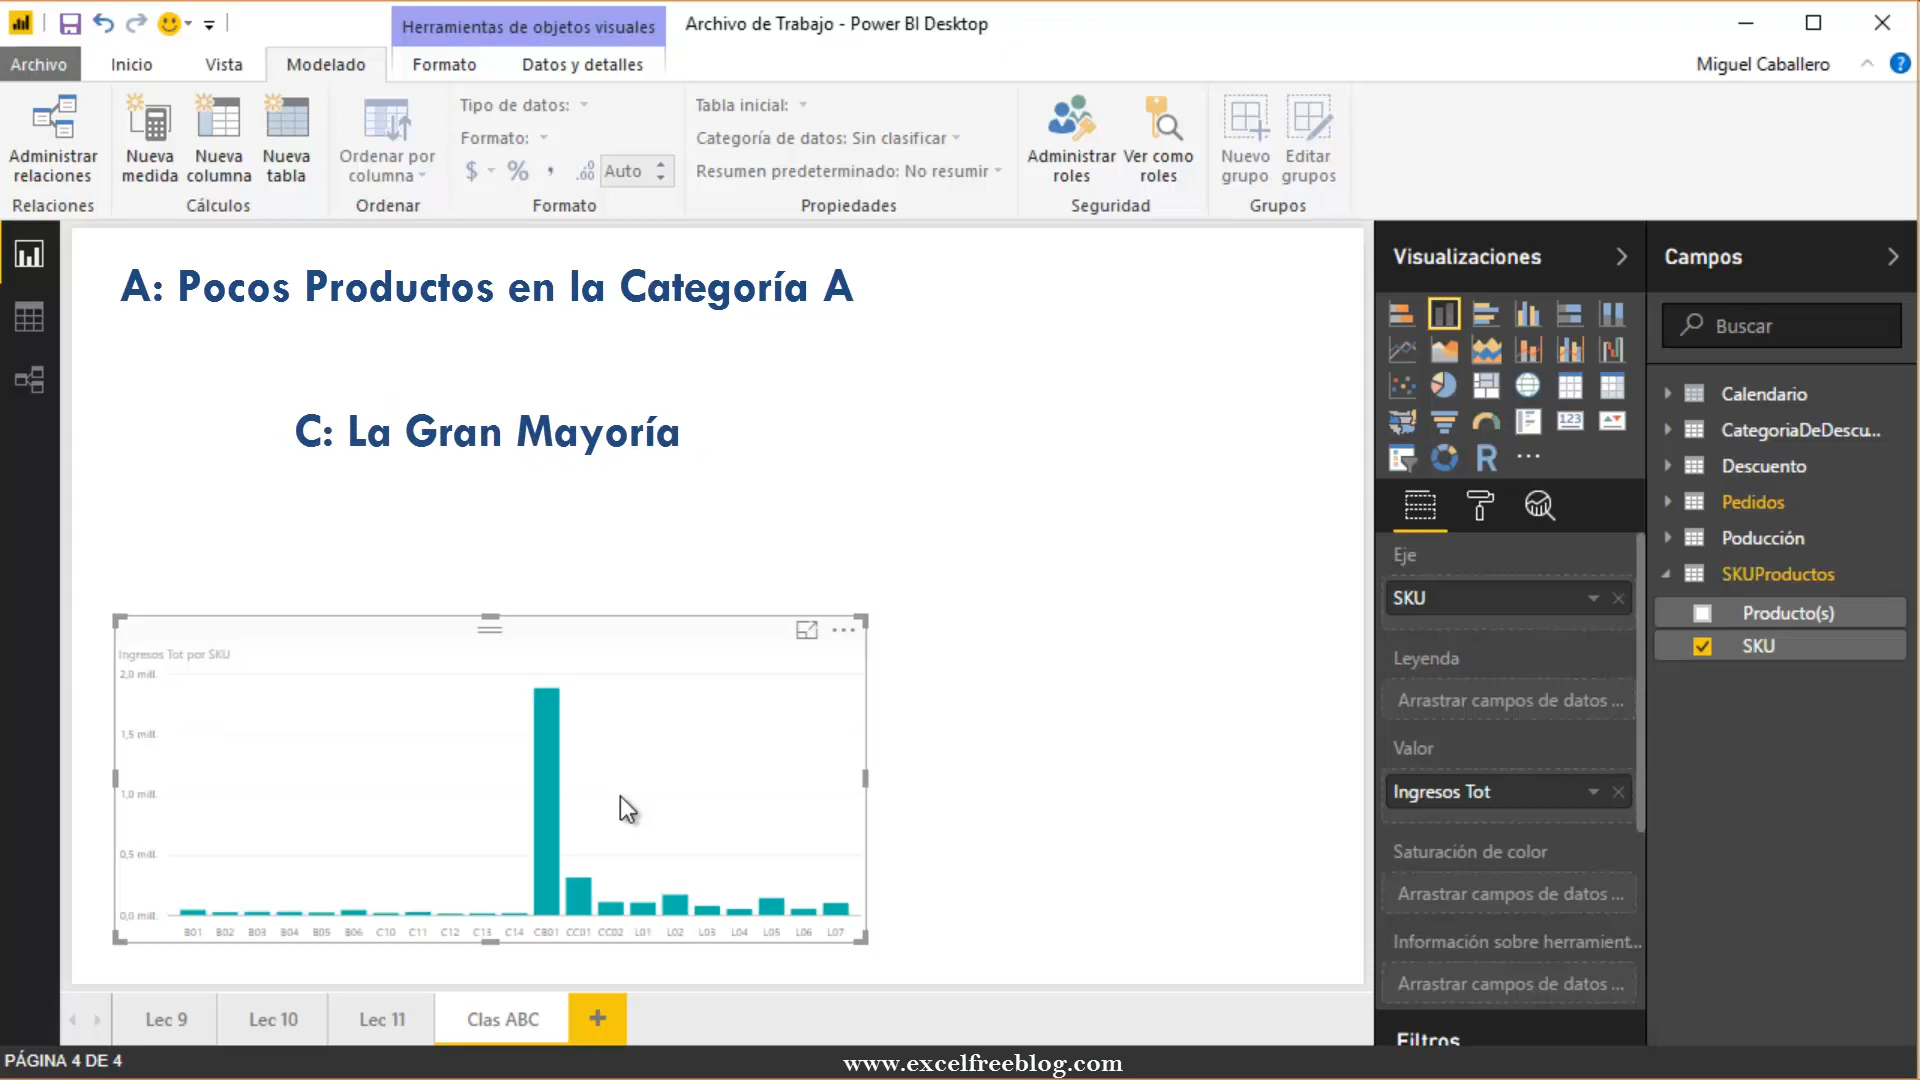 Herramientas de objetos visuales
Archivo de Trabajo - Power BI Desktop
Archivo
Inicio
Vista
Modelado
Formato
Datos y detalles
Miguel Caballero
Administrar relaciones
Relaciones
Nueva medida
Nueva columna
Nueva tabla
Cálculos
Ordenar por columna
Ordenar
Tipo de datos:
Formato:
$ % , .00 Auto
Formato
Tabla inicial:
Categoría de datos: Sin clasificar
Resumen predeterminado: No resumir
Propiedades
Administrar roles
Ver como roles
Seguridad
Nuevo grupo
Editar grupos
Grupos
A: Pocos Productos en la Categoría A
C: La Gran Mayoría
Ingresos Tot por SKU
2,0 mill.
1,5 mill.
1,0 mill.
0,5 mill.
0,0 mill.
B01 B02 B03 B04 B05 B06 C10 C11 C12 C13 C14 CB01 CC01 CC02 L01 L02 L03 L04 L05 L06 L07
Visualizaciones
123
R
Eje
SKU
Leyenda
Arrastrar campos de datos ...
Valor
Ingresos Tot
Saturación de color
Arrastrar campos de datos ...
Información sobre herramient...
Arrastrar campos de datos ...
Filtros
Campos
Buscar
Calendario
CategoriaDeDescu...
Descuento
Pedidos
Poducción
SKUProductos
Producto(s)
SKU
Lec 9
Lec 10
Lec 11
Clas ABC
+
PÁGINA 4 DE 4
www.excelfreeblog.com